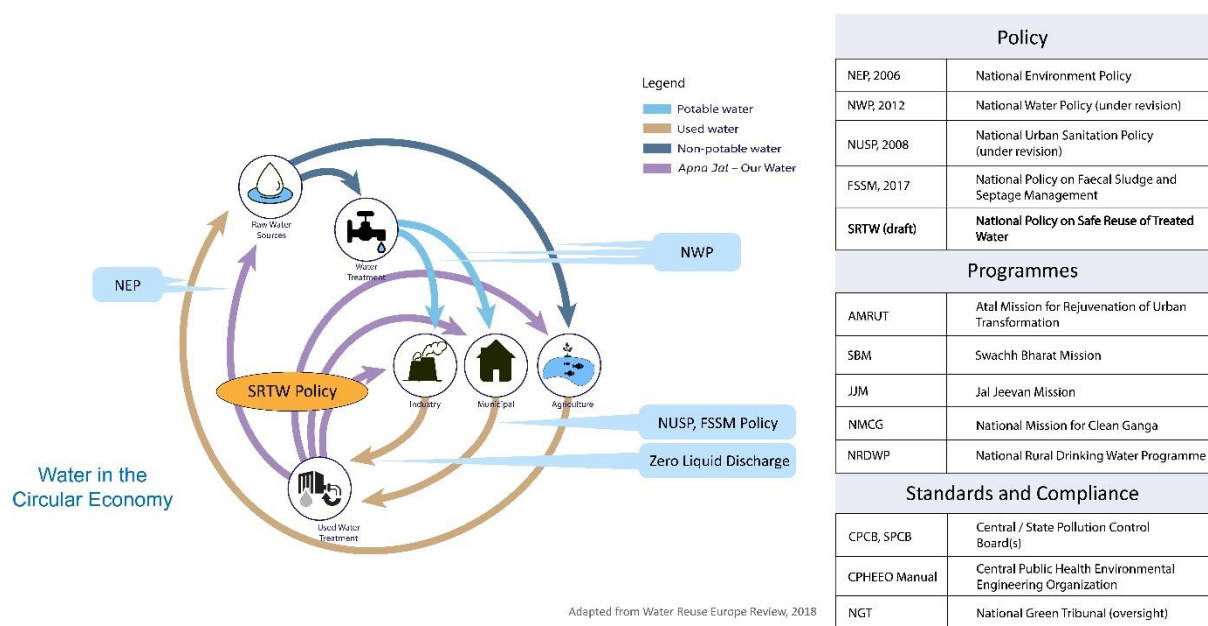 Legend
Potable water
Used water
Non-potable water
Apna Jal – Our Water
Raw Water
Sources
Water
Treatment
NWP
NEP
SRTW Policy
Industry
Municipal
Agriculture
NUSP, FSSM Policy
Zero Liquid Discharge
Water in the
Circular Economy
Used Water
Treatment
Adapted from Water Reuse Europe Review, 2018
Policy
NEP, 2006 National Environment Policy
NWP, 2012 National Water Policy (under revision)
NUSP, 2008 National Urban Sanitation Policy
(under revision)
FSSM, 2017 National Policy on Faecal Sludge and
Septage Management
SRTW (draft) National Policy on Safe Reuse of Treated
Water
Programmes
AMRUT Atal Mission for Rejuvenation of Urban
Transformation
SBM Swachh Bharat Mission
JJM Jal Jeevan Mission
NMCG National Mission for Clean Ganga
NRDWP National Rural Drinking Water Programme
Standards and Compliance
CPCB, SPCB Central / State Pollution Control
Board(s)
CPHEEO Manual Central Public Health Environmental
Engineering Organization
NGT National Green Tribunal (oversight)